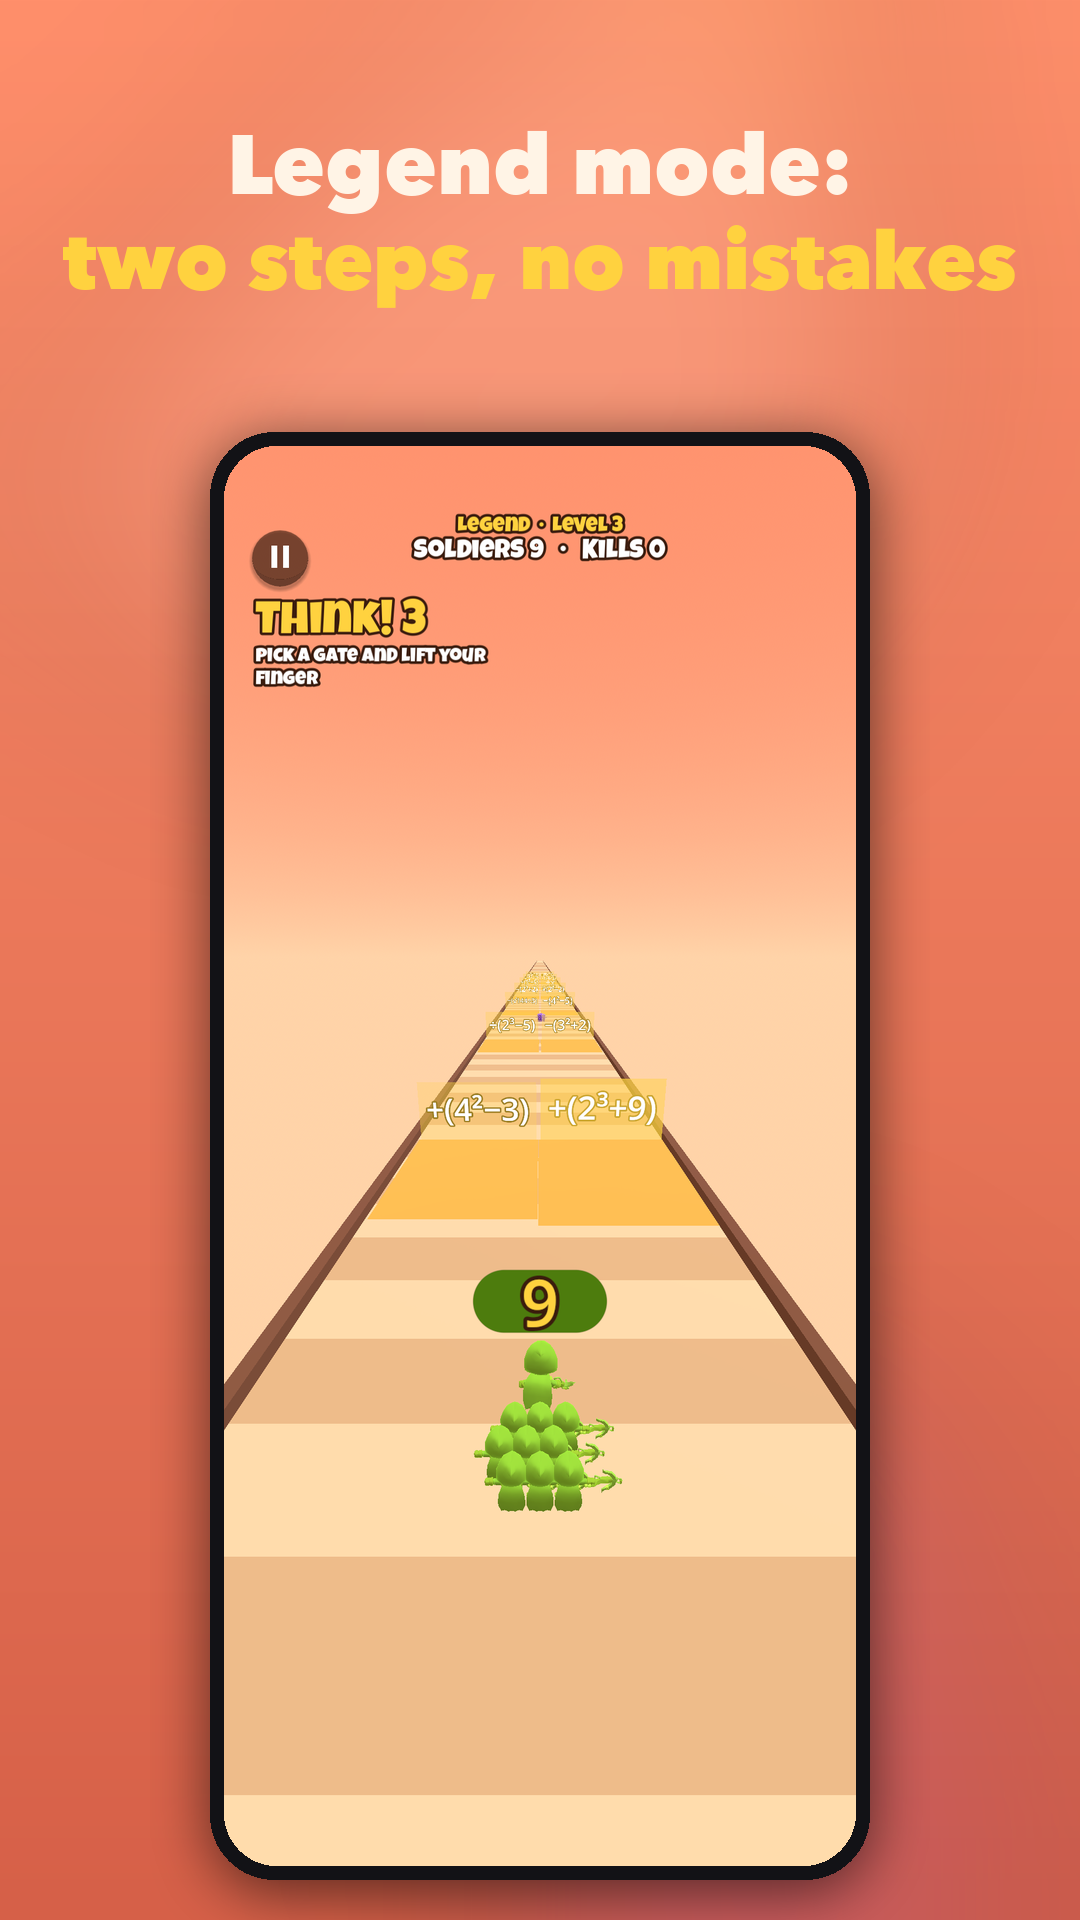 Legend mode:
two steps, no mistakes
Legend • Level 3
Soldiers 9 • Kills 0
THINK! 3
Pick a gate and lift your
finger
+(2³−5) −(3²+2)
+(4²−3) +(2³+9)
9